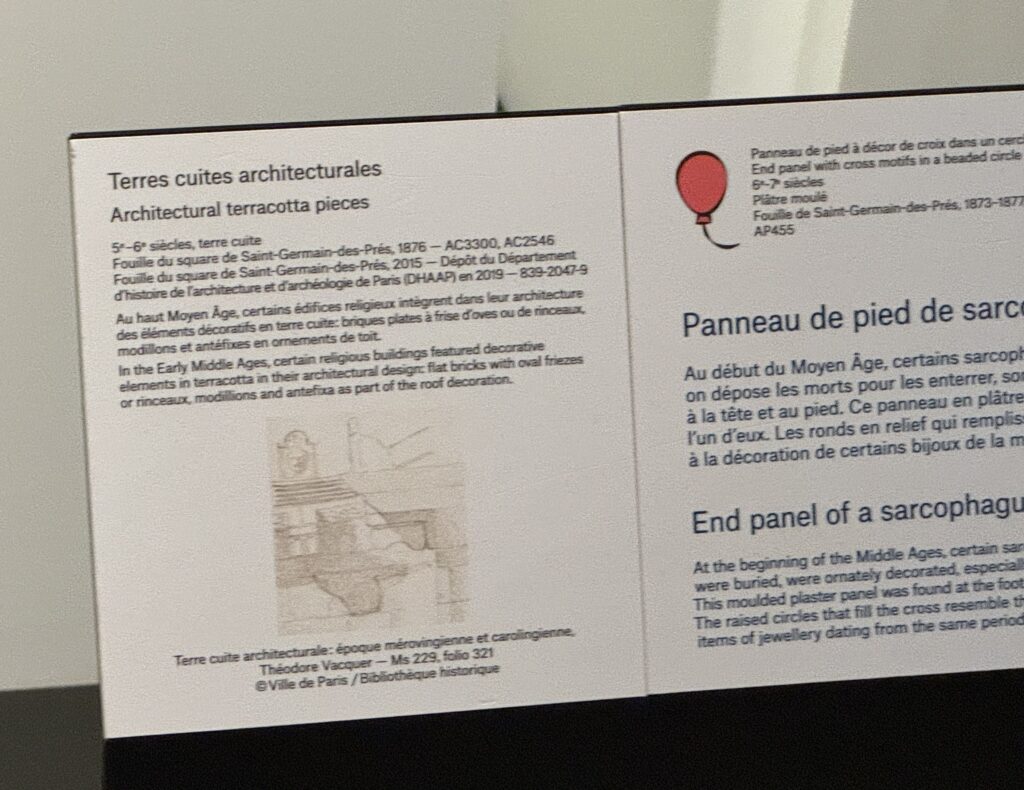 Terres cuites architecturales
Architectural terracotta pieces
5ᵉ–6ᵉ siècles, terre cuite
Fouille du square de Saint-Germain-des-Prés, 1876 — AC3300, AC2546
Fouille du square de Saint-Germain-des-Prés, 2015 — Dépôt du Département
d'histoire de l'architecture et d'archéologie de Paris (DHAAP) en 2019 — 839-2047-9
Au haut Moyen Âge, certains édifices religieux intègrent dans leur architecture
des éléments décoratifs en terre cuite: briques plates à frise d'oves ou de rinceaux,
modillons et antéfixes en ornements de toit.
In the Early Middle Ages, certain religious buildings featured decorative
elements in terracotta in their architectural design: flat bricks with oval friezes
or rinceaux, modillions and antefixa as part of the roof decoration.
Terre cuite architecturale: époque mérovingienne et carolingienne,
Théodore Vacquer — Ms 229, folio 321
©Ville de Paris / Bibliothèque historique
Panneau de pied à décor de croix dans un cerc
End panel with cross motifs in a beaded circle
6ᵉ-7ᵉ siècles
Plâtre moulé
Fouille de Saint-Germain-des-Prés, 1873-1877
AP455
Panneau de pied de sarc
Au début du Moyen Âge, certains sarcoph
on dépose les morts pour les enterrer, so
à la tête et au pied. Ce panneau en plâtre
l'un d'eux. Les ronds en relief qui rempliss
à la décoration de certains bijoux de la m
End panel of a sarcophagu
At the beginning of the Middle Ages, certain sar
were buried, were ornately decorated, especiall
This moulded plaster panel was found at the foot
The raised circles that fill the cross resemble th
items of jewellery dating from the same period